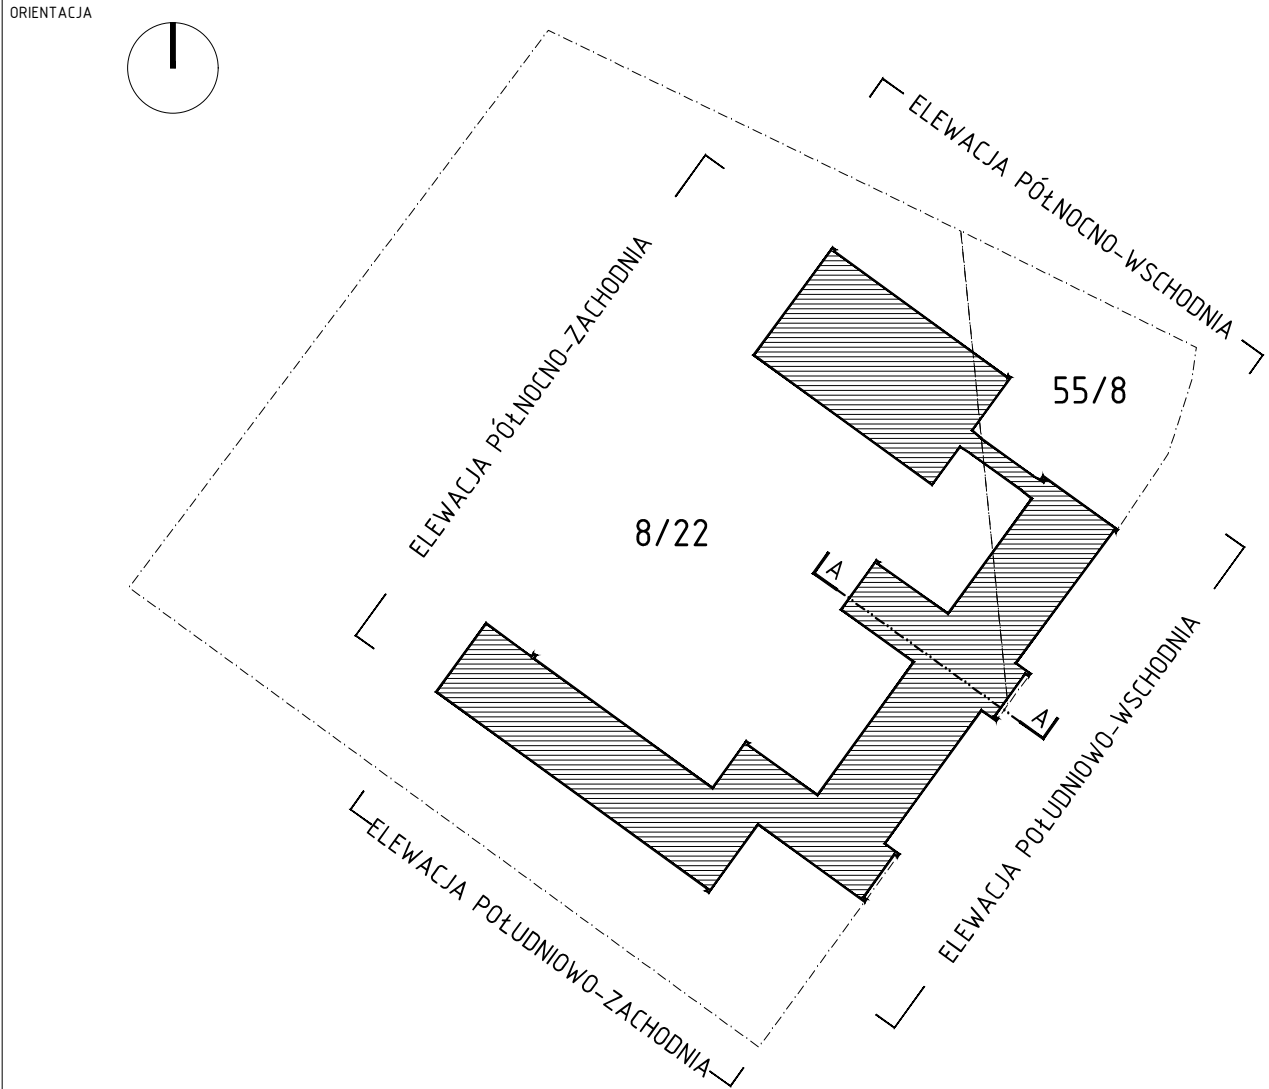 ORIENTACJA
ELEWACJA PÓŁNOCNO-WSCHODNIA
ELEWACJA PÓŁNOCNO-ZACHODNIA
55/8
8/22
A
A
ELEWACJA POŁUDNIOWO-WSCHODNIA
ELEWACJA POŁUDNIOWO-ZACHODNIA